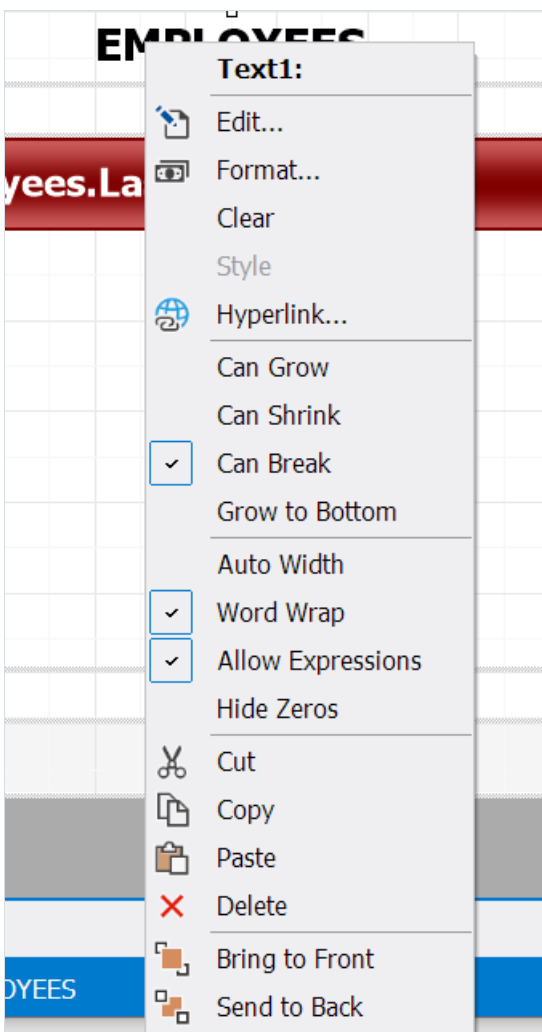 EMPLOYEES
Text1:
Edit...
yees.La
Format...
Clear
Style
Hyperlink...
Can Grow
Can Shrink
Can Break
Grow to Bottom
Auto Width
Word Wrap
Allow Expressions
Hide Zeros
Cut
Copy
Paste
Delete
Bring to Front
OYEES
Send to Back